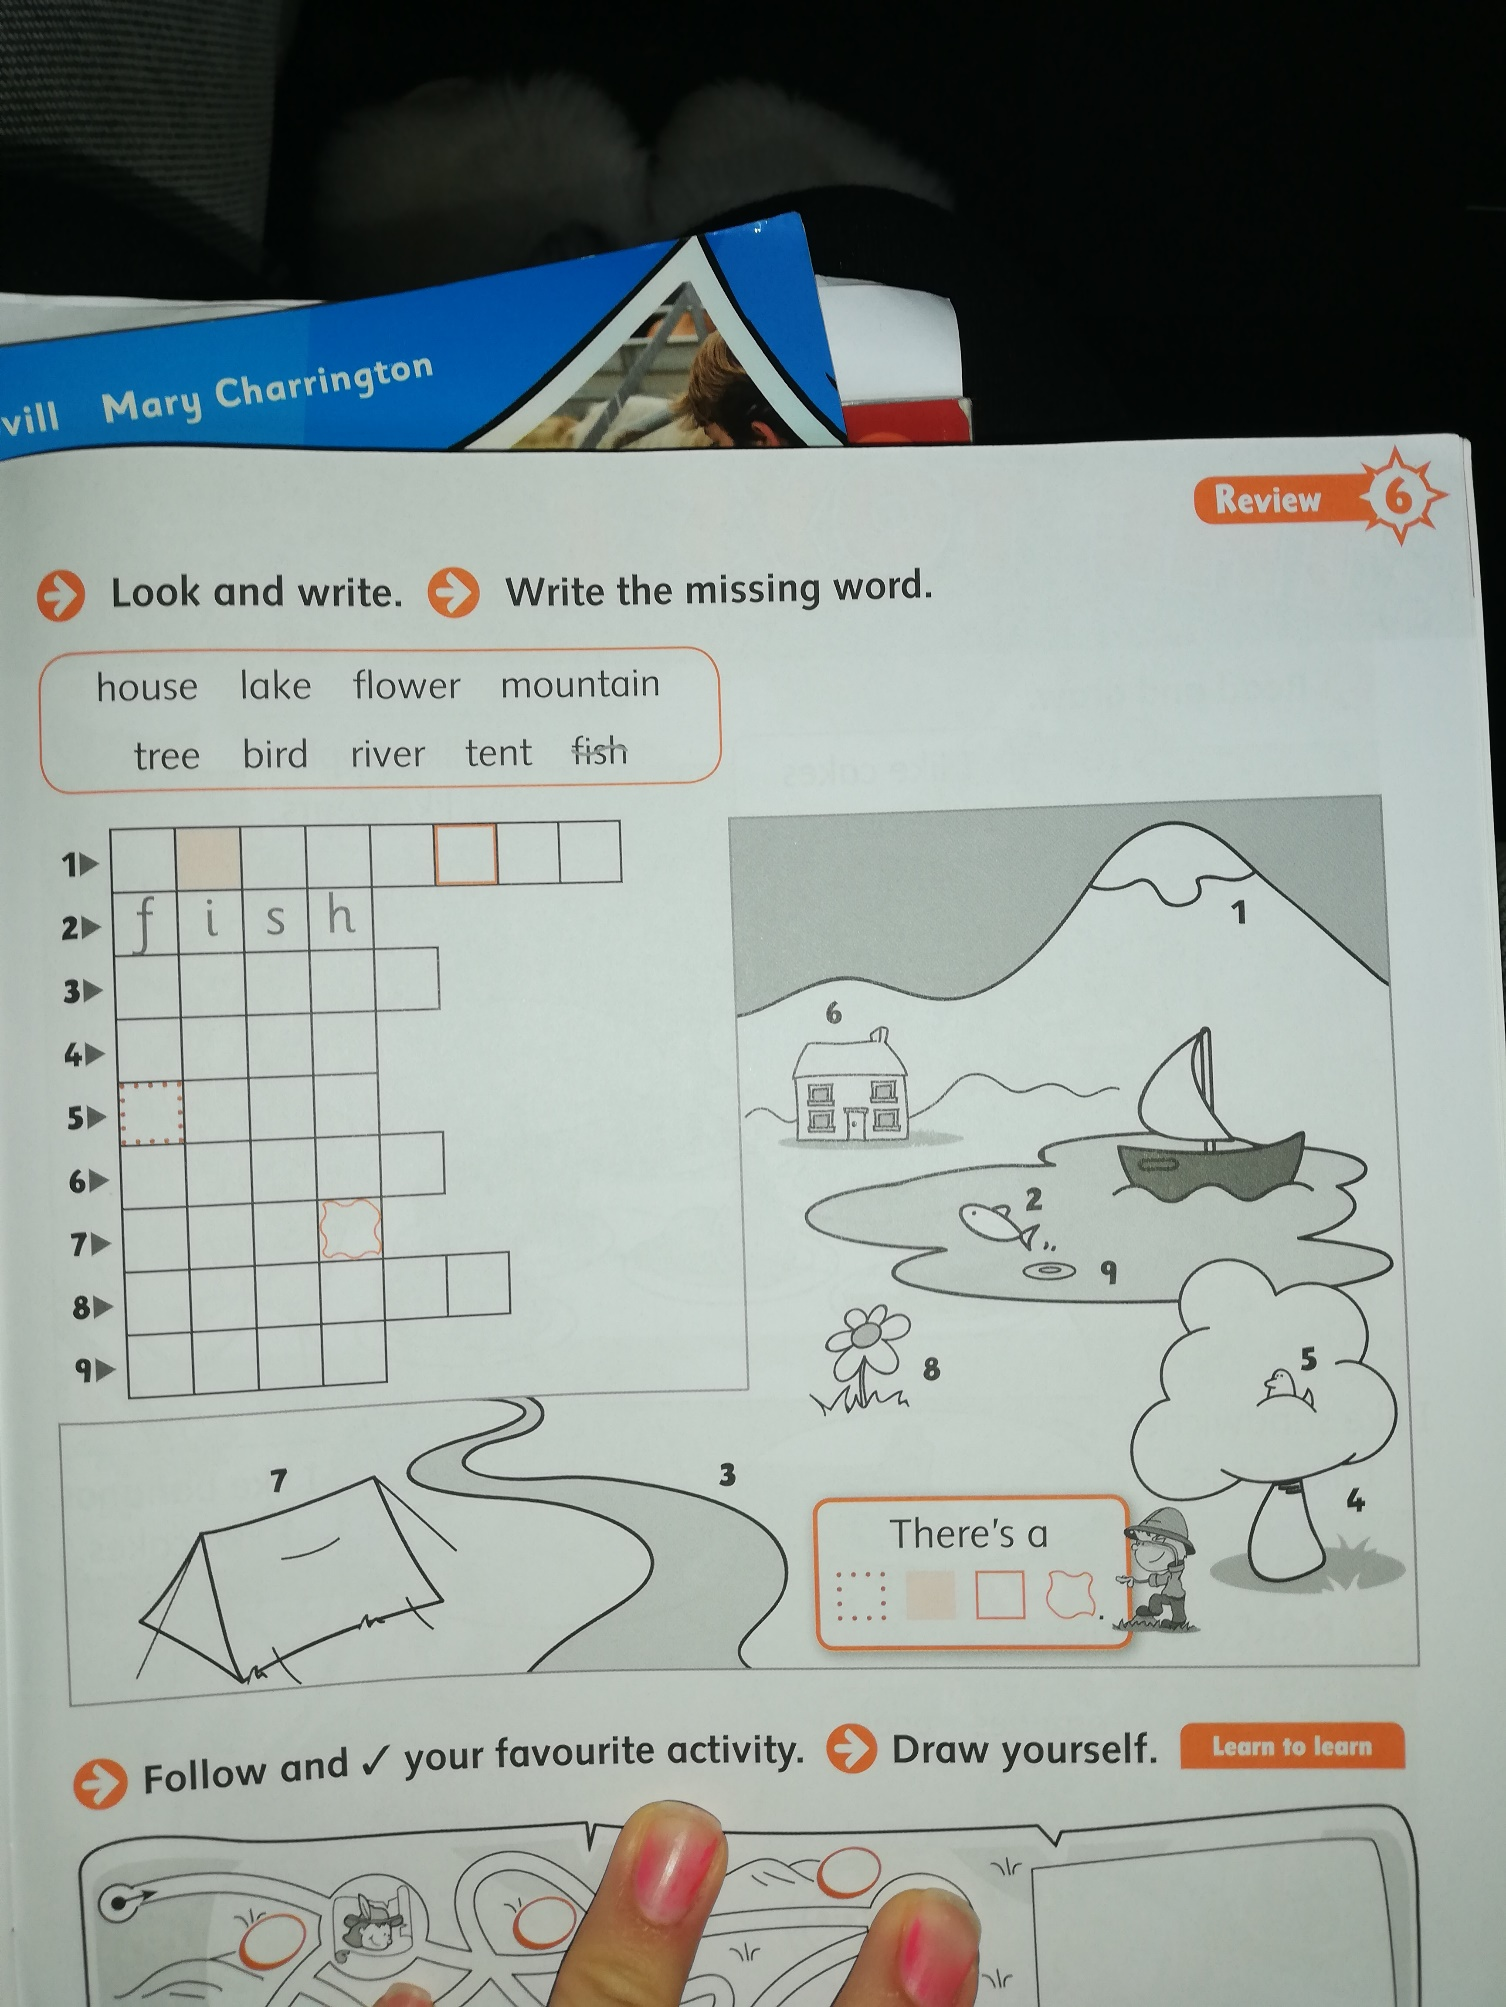 vill Mary Charrington
Review 6
Look and write. Write the missing word.
house lake flower mountain
tree bird river tent fish
1
2 f i s h
3
4
5
6
7
8
9
1
6
2
9
8
5
7
3
4
There's a
.
Follow and ✓ your favourite activity. Draw yourself. Learn to learn